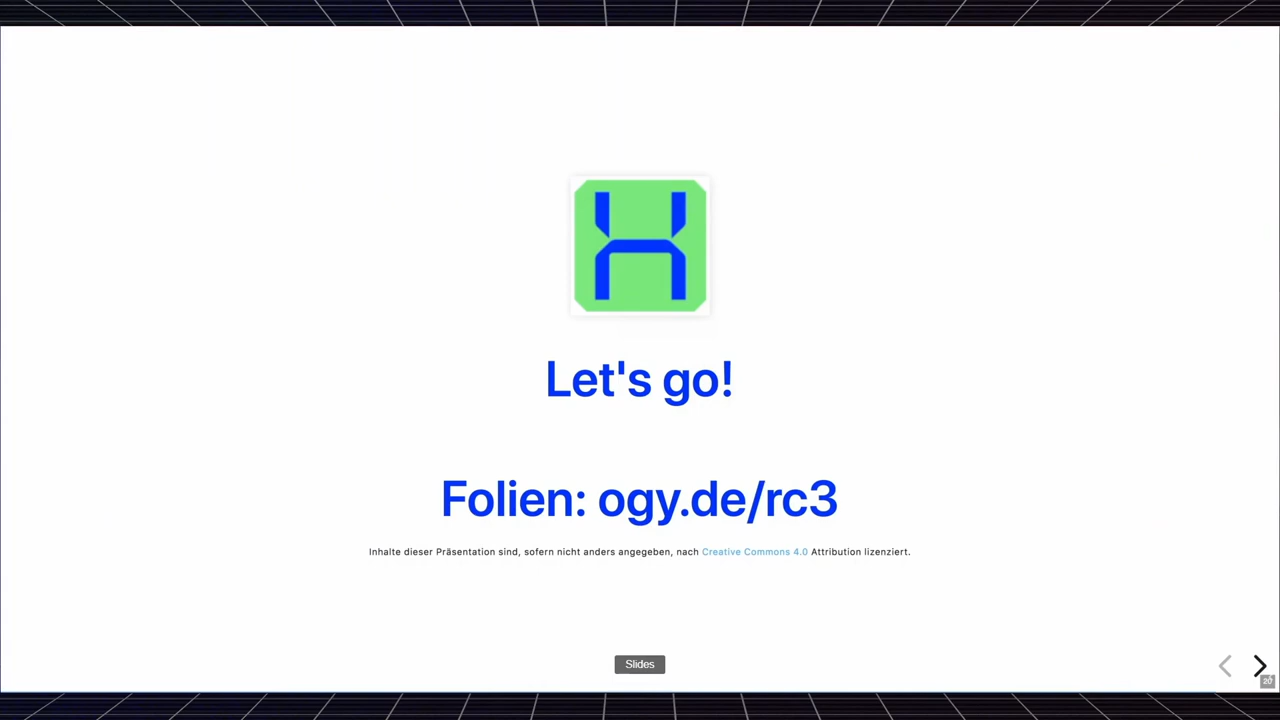 H
Let's go!
Folien: ogy.de/rc3
Inhalte dieser Präsentation sind, sofern nicht anders angegeben, nach Creative Commons 4.0 Attribution lizenziert.
Slides